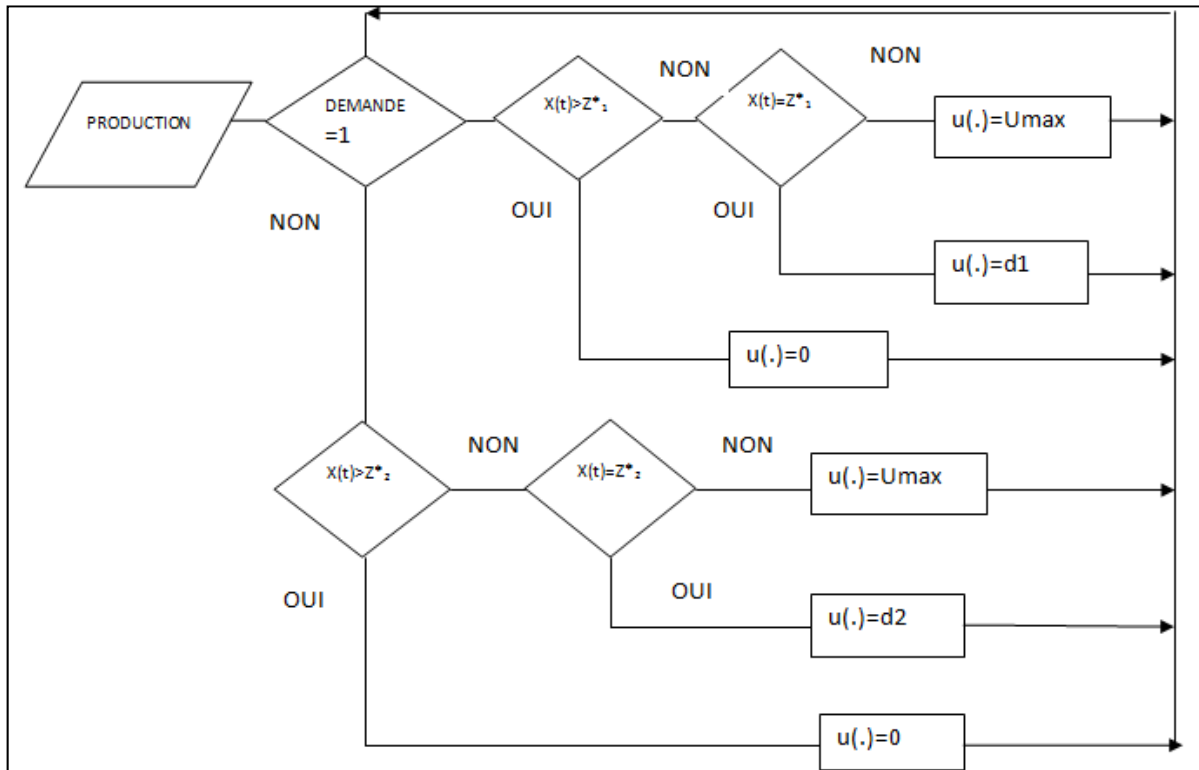 NON
NON
PRODUCTION
DEMANDE
=1
X(t)>Z*₁
X(t)=Z*₁
u(.)=Umax
NON
OUI
OUI
u(.)=d1
u(.)=0
X(t)>Z*₂
NON
X(t)=Z*₂
NON
u(.)=Umax
OUI
OUI
u(.)=d2
u(.)=0